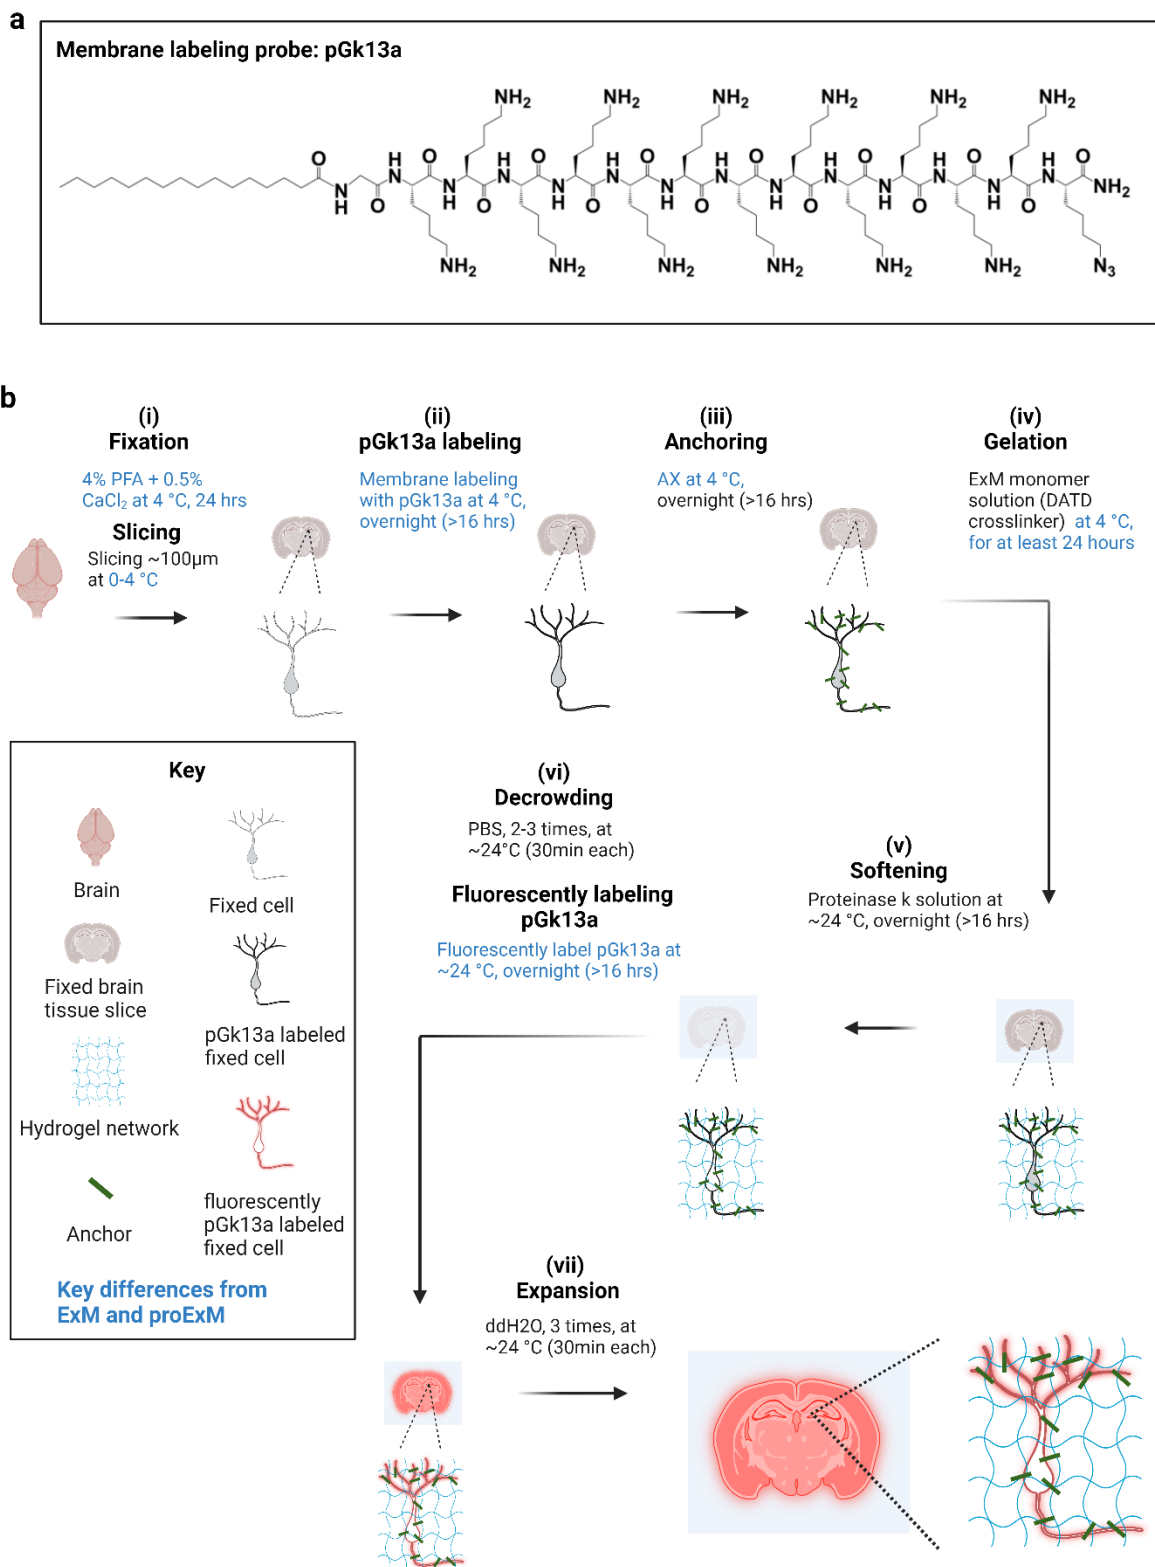 a
Membrane labeling probe: pGk13a
NH2 NH2 NH2 NH2 NH2 NH2
O H O H O H O H O H O H O H O
N N N N N N N N N N N N N N NH2
N O N O N O N O N O N O N O
H H H H H H H
NH2 NH2 NH2 NH2 NH2 NH2 N3
b
(i)
Fixation
4% PFA + 0.5%
CaCl2 at 4 °C, 24 hrs
Slicing
Slicing ~100µm
at 0-4 °C
(ii)
pGk13a labeling
Membrane labeling
with pGk13a at 4 °C,
overnight (>16 hrs)
(iii)
Anchoring
AX at 4 °C,
overnight (>16 hrs)
(iv)
Gelation
ExM monomer
solution (DATD
crosslinker) at 4 °C,
for at least 24 hours
(v)
Softening
Proteinase k solution at
~24 °C, overnight (>16 hrs)
(vi)
Decrowding
PBS, 2-3 times, at
~24°C (30min each)
Fluorescently labeling
pGk13a
Fluorescently label pGk13a at
~24 °C, overnight (>16 hrs)
Key
Brain
Fixed cell
Fixed brain
tissue slice
pGk13a labeled
fixed cell
Hydrogel network
Anchor
fluorescently
pGk13a labeled
fixed cell
Key differences from
ExM and proExM
(vii)
Expansion
ddH2O, 3 times, at
~24 °C (30min each)